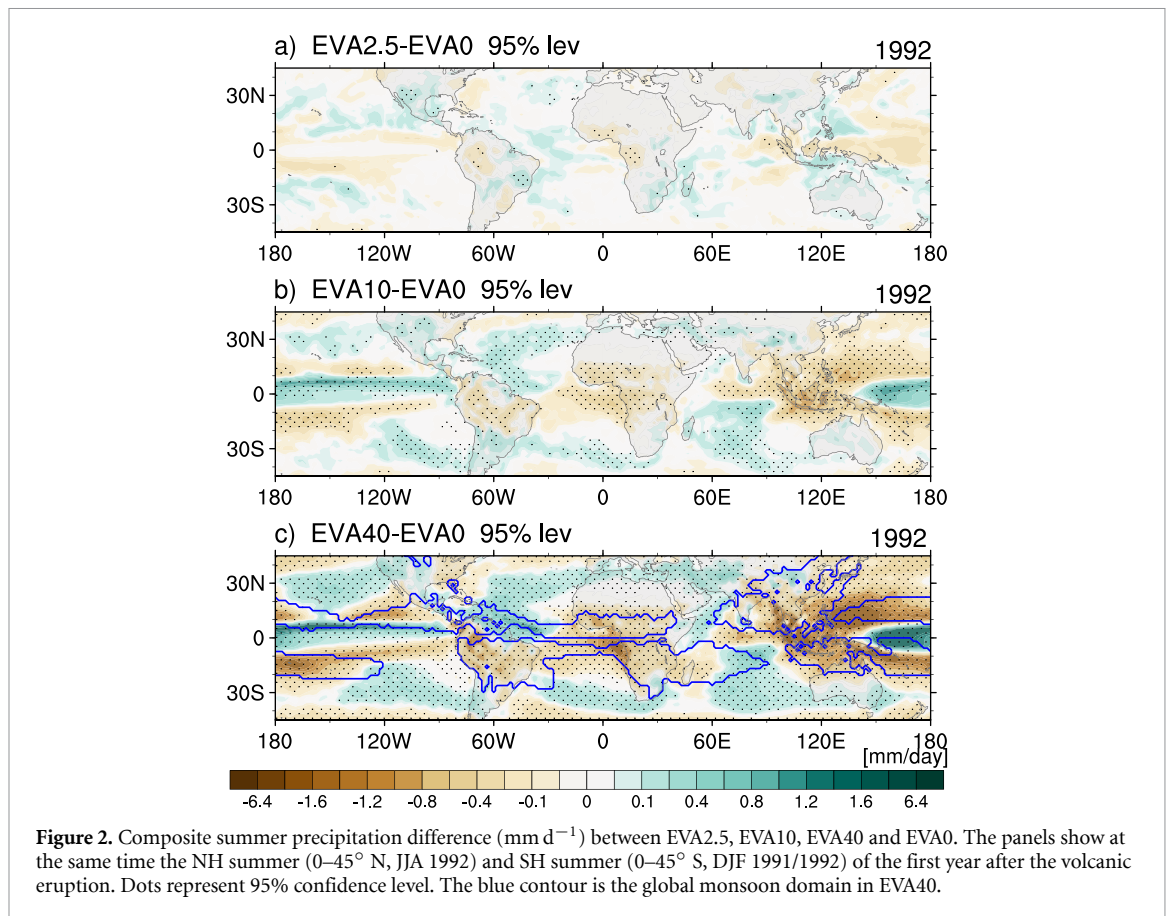 a) EVA2.5-EVA0 95% lev 1992
30N
0
30S
180 120W 60W 0 60E 120E 180
b) EVA10-EVA0 95% lev 1992
30N
0
30S
180 120W 60W 0 60E 120E 180
c) EVA40-EVA0 95% lev 1992
30N
0
30S
180 120W 60W 0 60E 120E 180
[mm/day]
-6.4 -1.6 -1.2 -0.8 -0.4 -0.1 0 0.1 0.4 0.8 1.2 1.6 6.4
Figure 2. Composite summer precipitation difference (mm d−1) between EVA2.5, EVA10, EVA40 and EVA0. The panels show at
the same time the NH summer (0–45° N, JJA 1992) and SH summer (0–45° S, DJF 1991/1992) of the first year after the volcanic
eruption. Dots represent 95% confidence level. The blue contour is the global monsoon domain in EVA40.